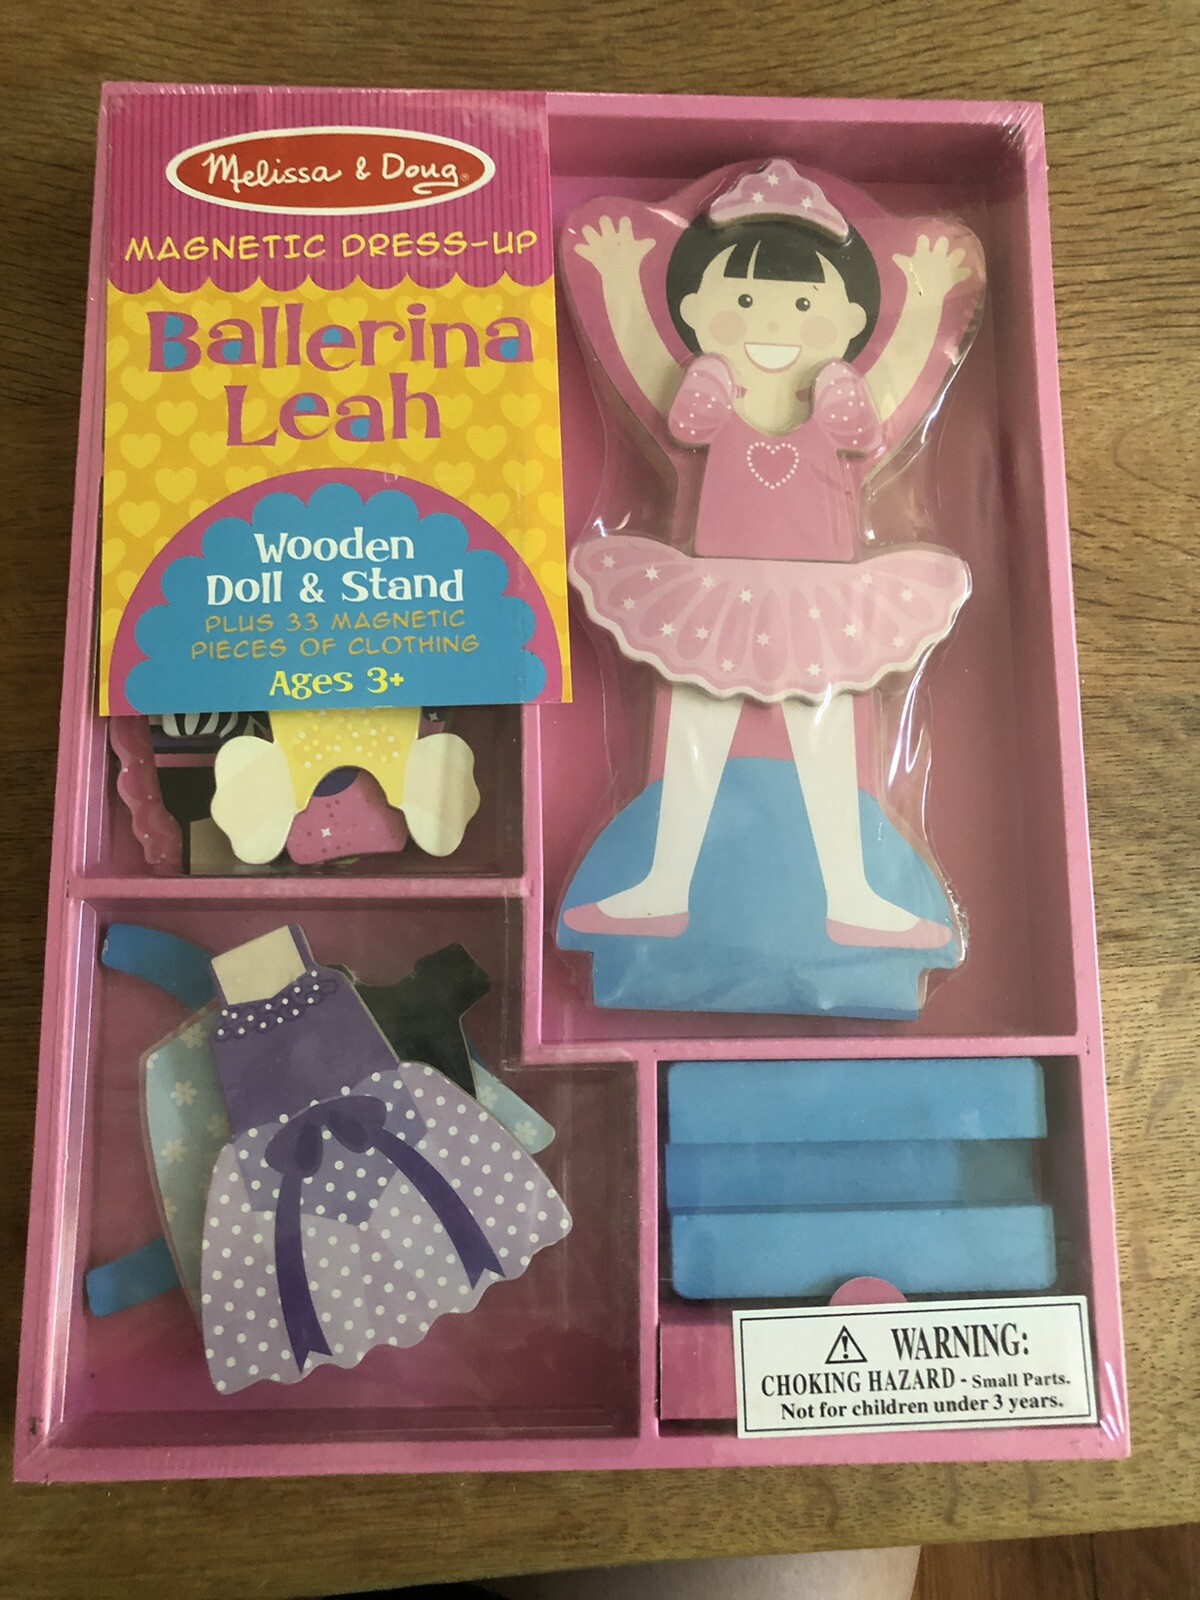 Melissa & Doug®
MAGNETIC DRESS-UP
Ballerina
Leah
Wooden
Doll & Stand
PLUS 33 MAGNETIC
PIECES OF CLOTHING
Ages 3+
WARNING:
CHOKING HAZARD - Small Parts.
Not for children under 3 years.